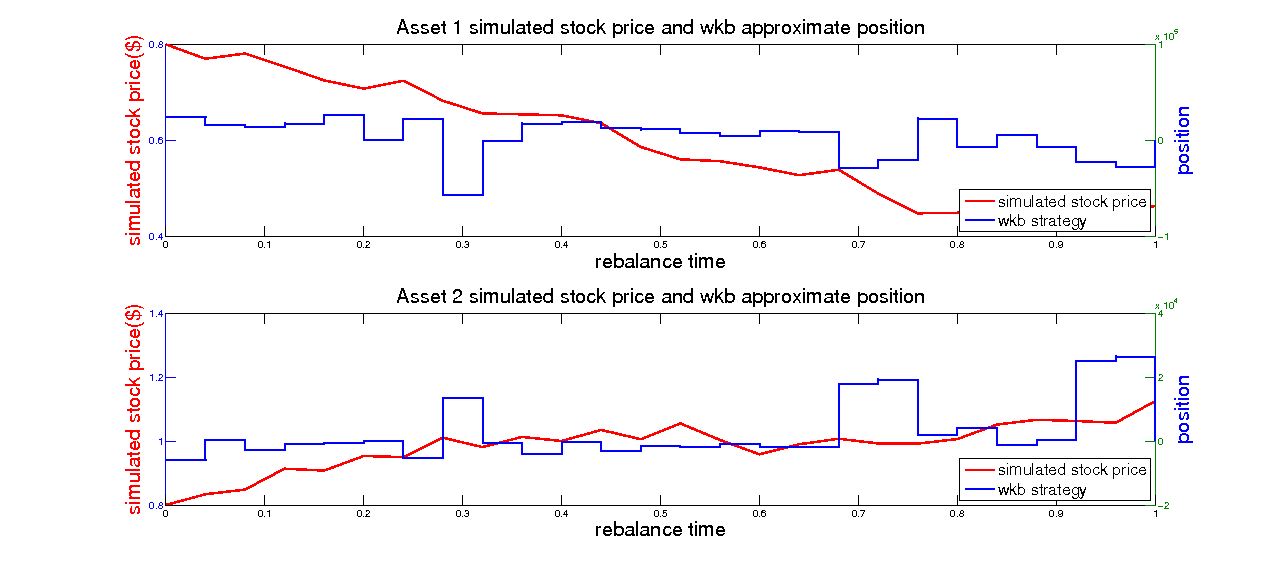 Asset 1 simulated stock price and wkb approximate position
x 10^5
simulated stock price($)
0.8
0.6
0.4
1
0
-1
position
simulated stock price
wkb strategy
0 0.1 0.2 0.3 0.4 0.5 0.6 0.7 0.8 0.9 1
rebalance time
Asset 2 simulated stock price and wkb approximate position
x 10^4
simulated stock price($)
1.4
1.2
1
0.8
4
2
0
-2
position
simulated stock price
wkb strategy
0 0.1 0.2 0.3 0.4 0.5 0.6 0.7 0.8 0.9 1
rebalance time